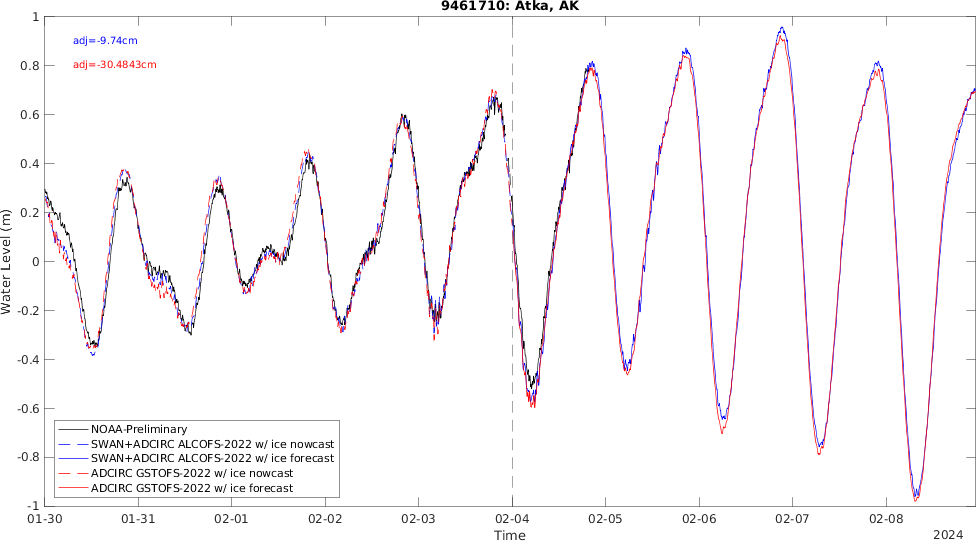 9461710: Atka, AK
adj=-9.74cm
adj=-30.4843cm
Water Level (m)
1
0.8
0.6
0.4
0.2
0
-0.2
-0.4
-0.6
-0.8
-1
NOAA-Preliminary
SWAN+ADCIRC ALCOFS-2022 w/ ice nowcast
SWAN+ADCIRC ALCOFS-2022 w/ ice forecast
ADCIRC GSTOFS-2022 w/ ice nowcast
ADCIRC GSTOFS-2022 w/ ice forecast
01-30 01-31 02-01 02-02 02-03 02-04 02-05 02-06 02-07 02-08
Time
2024